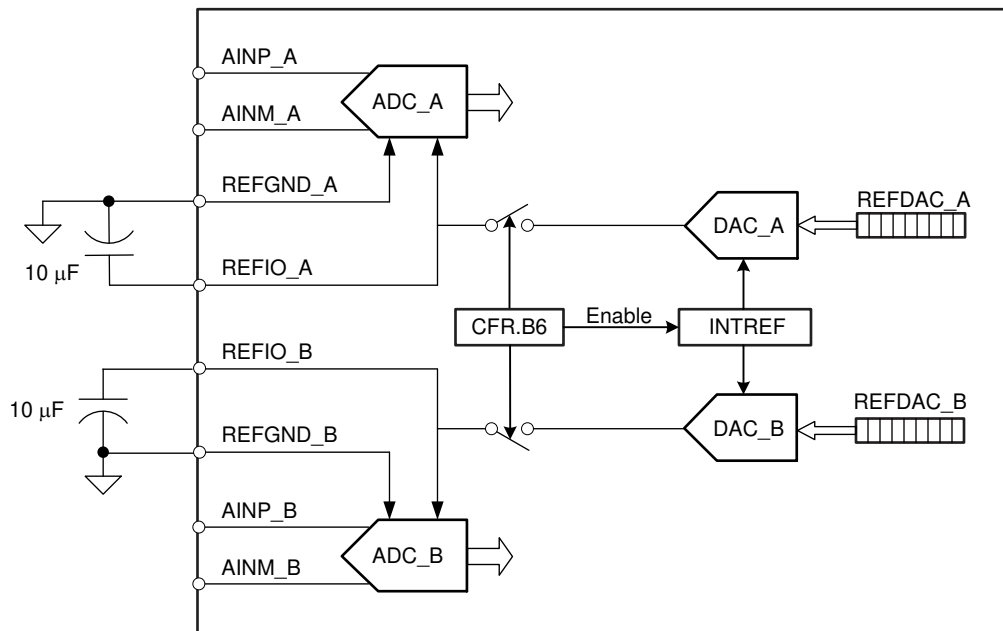 AINP_A
ADC_A
AINM_A
REFGND_A
REFDAC_A
DAC_A
10 μF
REFIO_A
CFR.B6
Enable
INTREF
REFIO_B
10 μF
REFDAC_B
DAC_B
REFGND_B
AINP_B
ADC_B
AINM_B